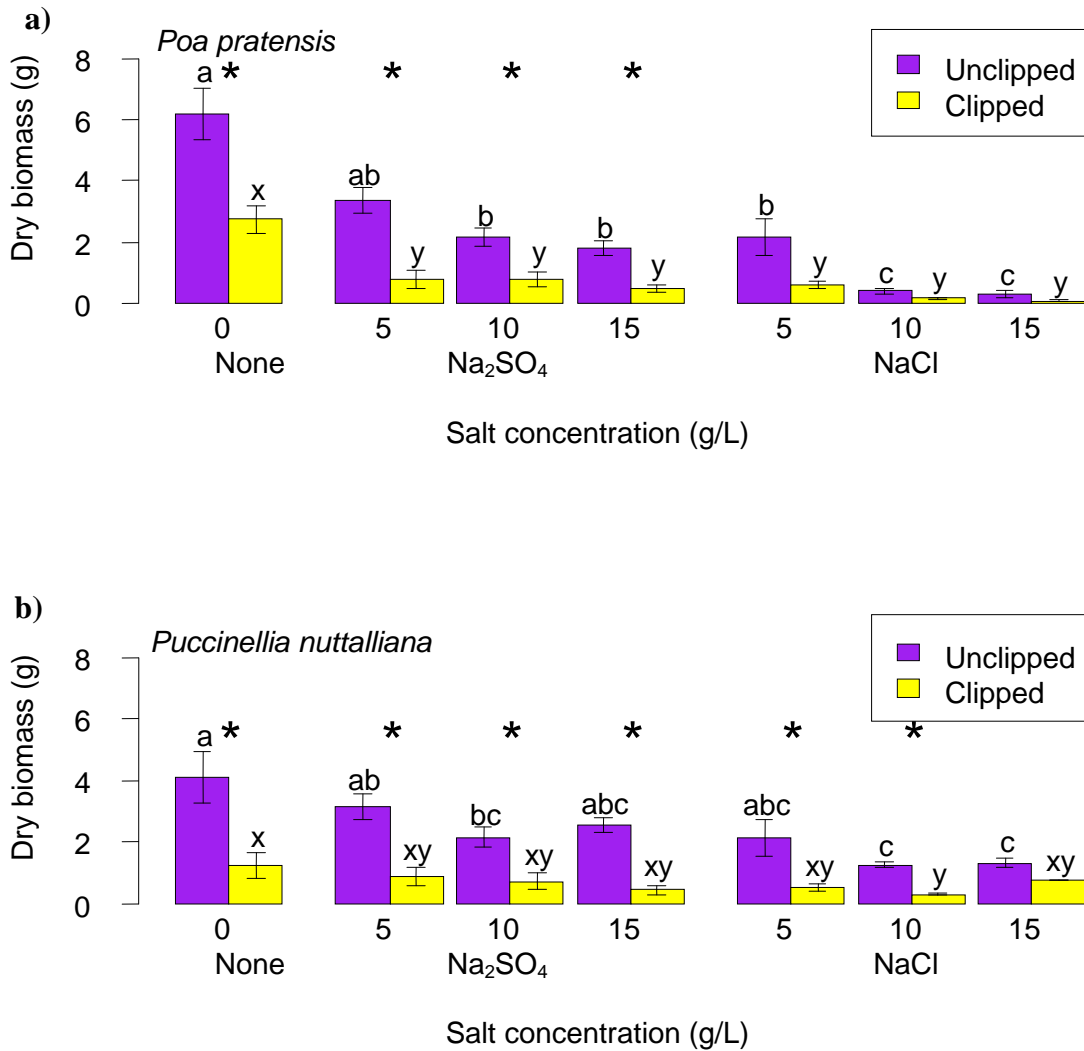 a)
Poa pratensis
Dry biomass (g)
8
6
4
2
0
Unclipped
Clipped
a * * * *
x
ab y b y b y b y c y c y
0 5 10 15 5 10 15
None Na₂SO₄ NaCl
Salt concentration (g/L)
b)
Puccinellia nuttalliana
Dry biomass (g)
8
6
4
2
0
Unclipped
Clipped
a * * * * * *
x
ab xy bc xy abc xy abc xy c y c xy
0 5 10 15 5 10 15
None Na₂SO₄ NaCl
Salt concentration (g/L)